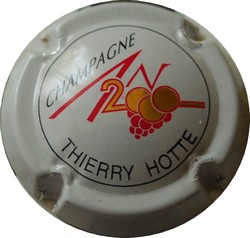 CHAMPAGNE
AN
2000
THIERRY HOTTE